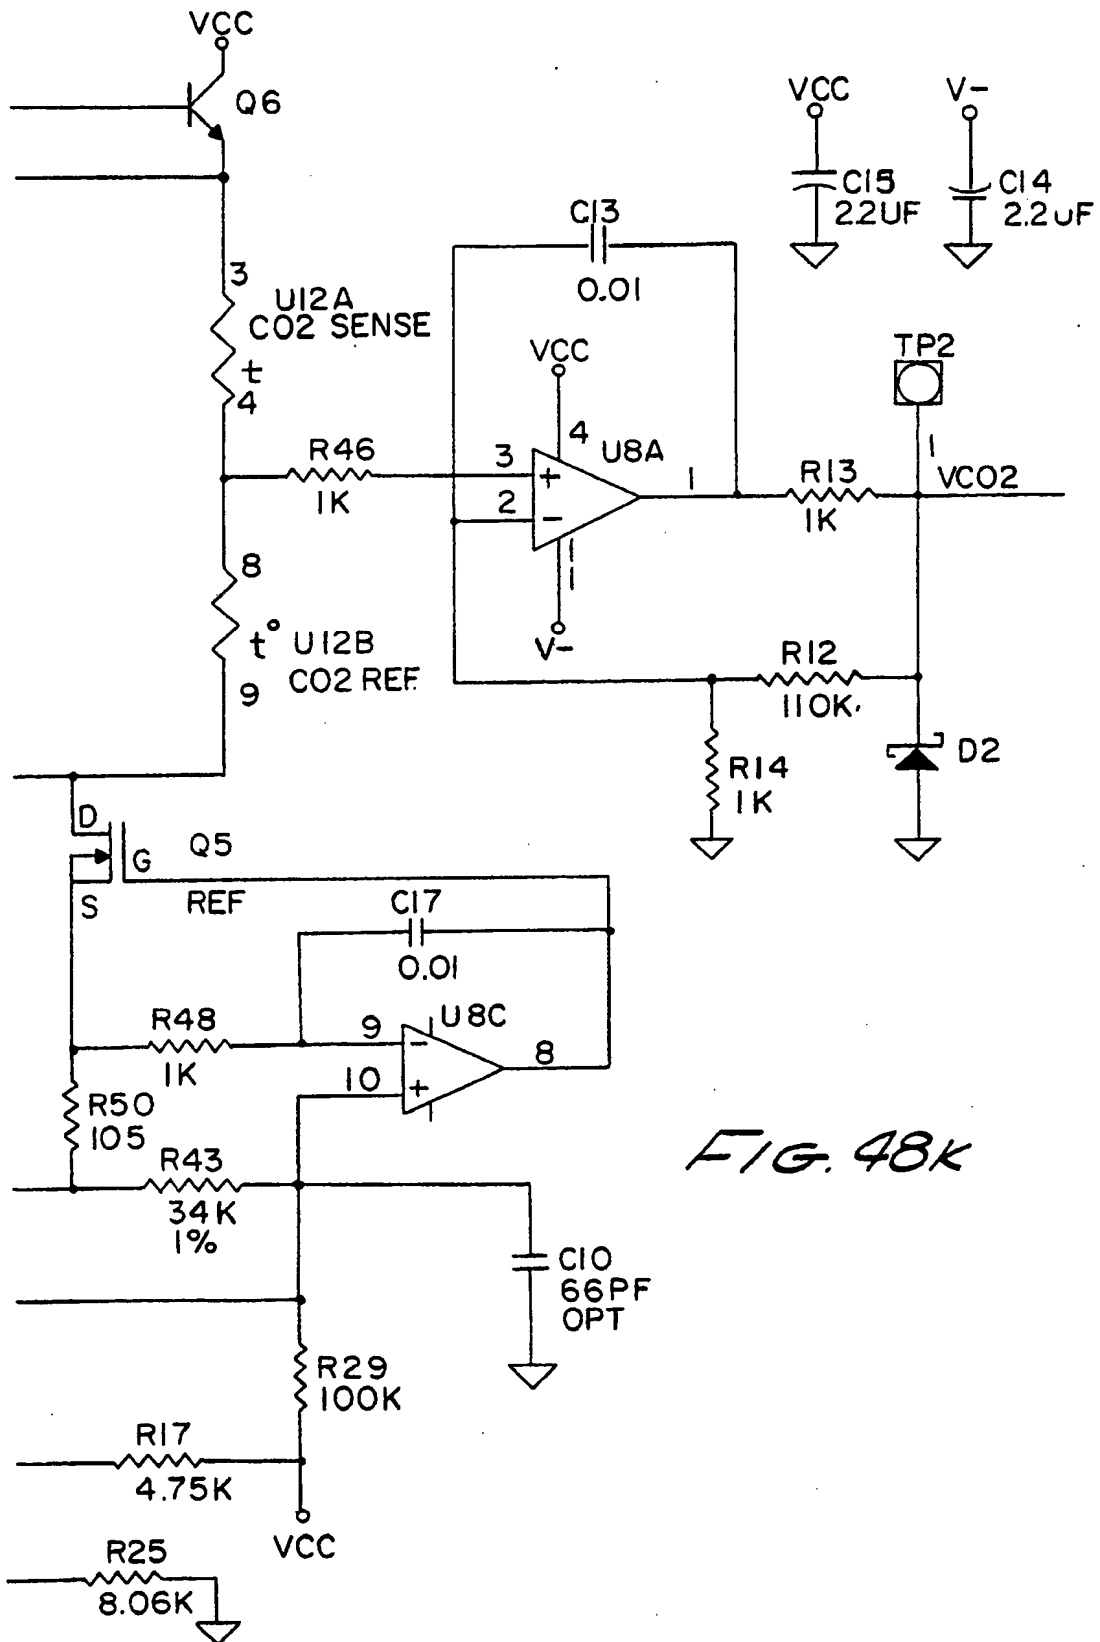 VCC
Q6
VCC
V-
C15
2.2UF
C14
2.2UF
C13
0.01
3
U12A
CO2 SENSE
t
4
VCC
TP2
R46
1K
3
+
2
-
4
U8A
1
R13
1K
1
VCO2
11
V-
8
t° U12B
CO2 REF.
9
R12
110K.
R14
1K
D2
D
G
S
Q5
REF
C17
0.01
R48
1K
9
-
10
+
U8C
8
R50
105
R43
34K
1%
C10
66PF
OPT
FIG. 48K
R29
100K
R17
4.75K
VCC
R25
8.06K